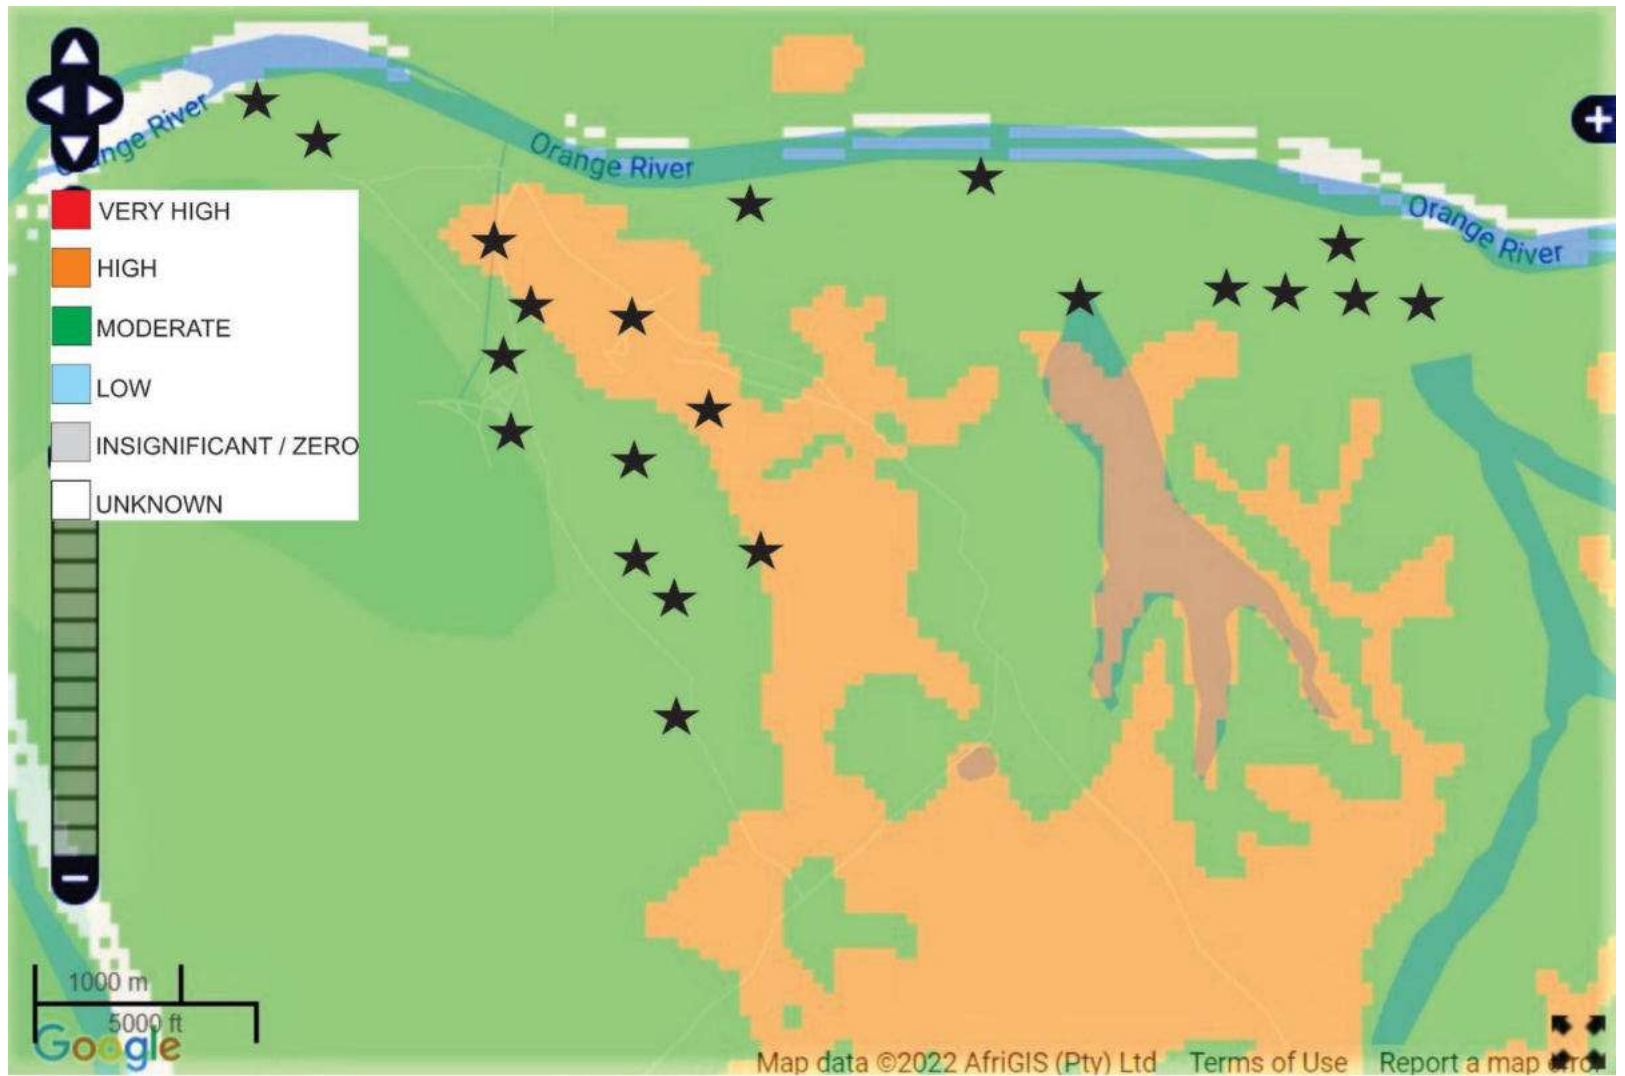 Orange River
Orange River
Orange River
VERY HIGH
HIGH
MODERATE
LOW
INSIGNIFICANT / ZERO
UNKNOWN
1000 m
5000 ft
Google
Map data ©2022 AfriGIS (Pty) Ltd Terms of Use Report a map error